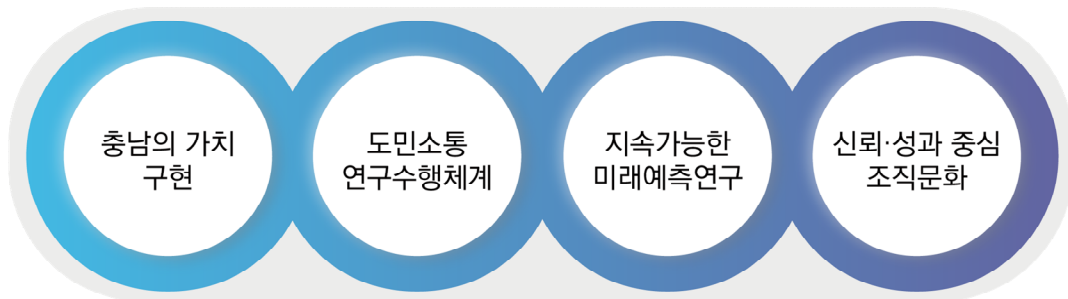 충남의 가치
구현
도민소통
연구수행체계
지속가능한
미래예측연구
신뢰·성과 중심
조직문화